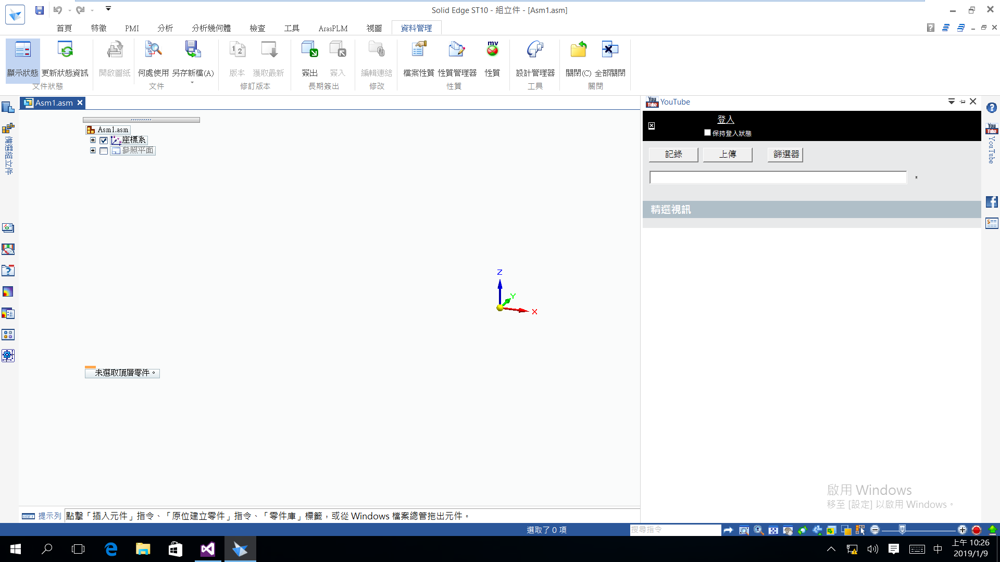 Solid Edge ST10 - 組立件 - [Asm1.asm]
首頁 特徵 PMI 分析 分析幾何體 檢查 工具 ArasPLM 視圖 資料管理
顯示狀態 更新狀態資訊 開啟圖紙 何處使用 另存新檔(A) 版本 獲取最新 簽出 簽入 編輯連結 檔案性質 性質管理器 性質 設計管理器 關閉(C) 全部關閉
文件狀態 文件 修訂版本 長期簽出 修改 性質 工具 關閉
Asm1.asm
Asm1.asm
座標系
參照平面
備選組立件
Z
Y
X
未選取頂層零件。
You Tube YouTube
登入
保持登入狀態
記錄 上傳 篩選器
精選視訊
You Tube
YouTube
啟用 Windows
移至 [設定] 以啟用 Windows。
提示列 點擊「插入元件」指令、「原位建立零件」指令、「零件庫」標籤，或從 Windows 檔案總管拖出元件。
選取了 0 項 搜尋指令
中 上午 10:26
2019/1/9